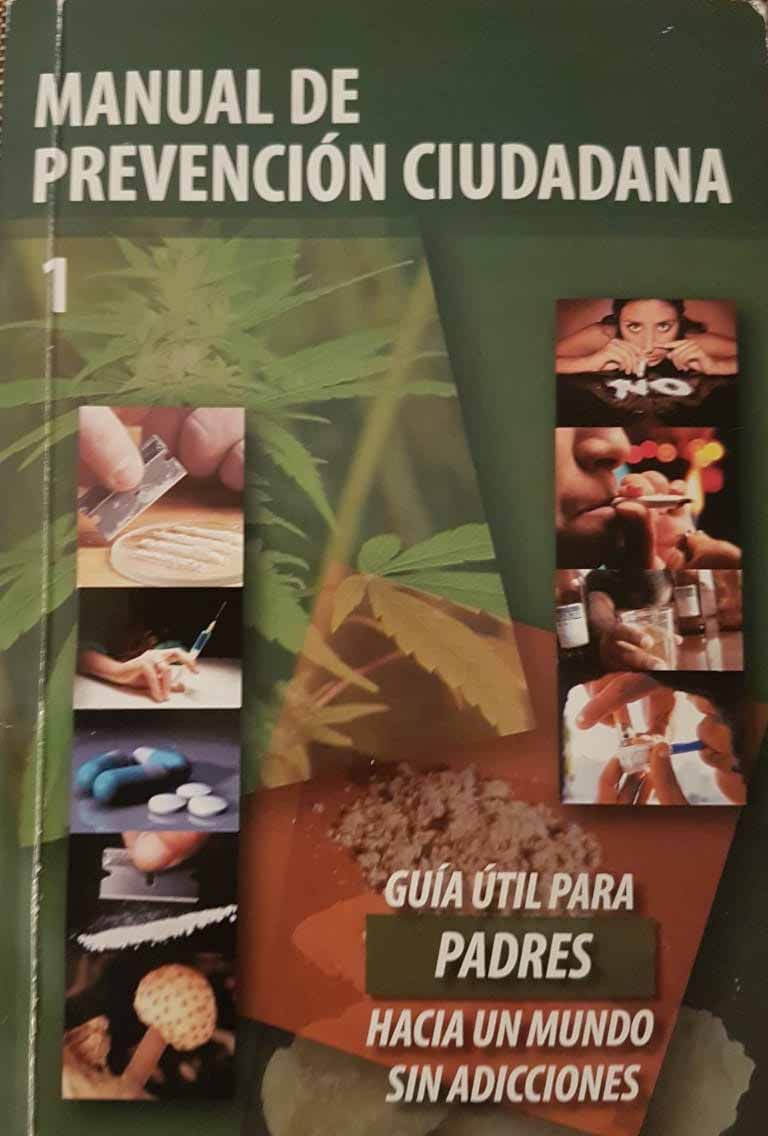 MANUAL DE
PREVENCIÓN CIUDADANA
1
NO
GUÍA ÚTIL PARA
PADRES
HACIA UN MUNDO
SIN ADICCIONES